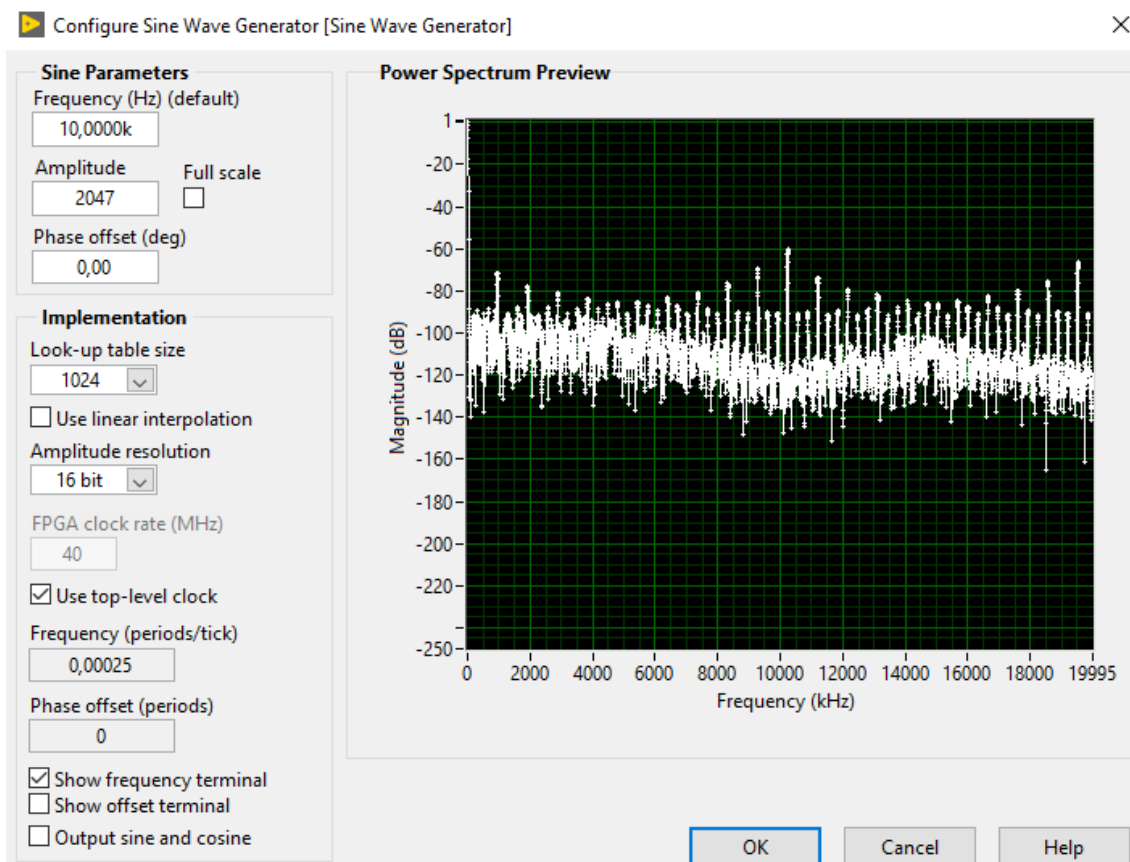 Configure Sine Wave Generator [Sine Wave Generator]
Sine Parameters
Frequency (Hz) (default)
10,0000k
Amplitude
Full scale
2047
Phase offset (deg)
0,00
Implementation
Look-up table size
1024
Use linear interpolation
Amplitude resolution
16 bit
FPGA clock rate (MHz)
40
Use top-level clock
Frequency (periods/tick)
0,00025
Phase offset (periods)
0
Show frequency terminal
Show offset terminal
Output sine and cosine
Power Spectrum Preview
Magnitude (dB)
1
-20
-40
-60
-80
-100
-120
-140
-160
-180
-200
-220
-250
0 2000 4000 6000 8000 10000 12000 14000 16000 18000 19995
Frequency (kHz)
OK Cancel Help